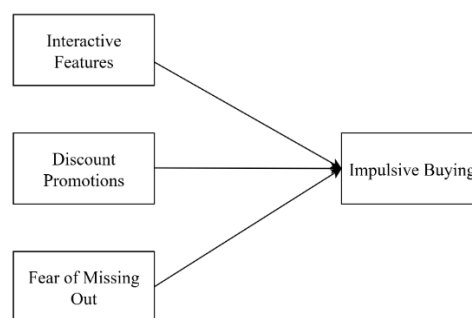 Interactive
Features
Discount
Promotions
Impulsive Buying
Fear of Missing
Out